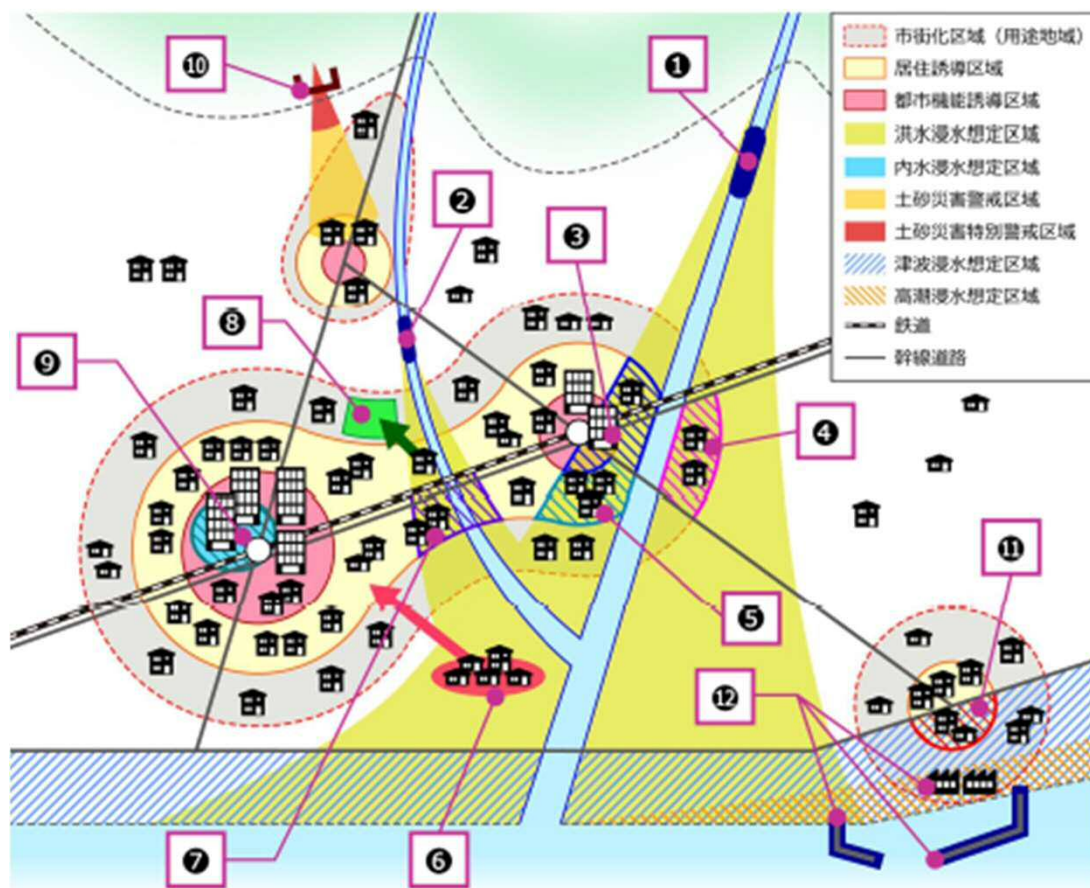 ❿
❶
❷
❸
❽
❾
❹
⓫
❺
⓬
❼
❻
市街化区域（用途地域）
居住誘導区域
都市機能誘導区域
洪水浸水想定区域
内水浸水想定区域
土砂災害警戒区域
土砂災害特別警戒区域
津波浸水想定区域
高潮浸水想定区域
鉄道
幹線道路